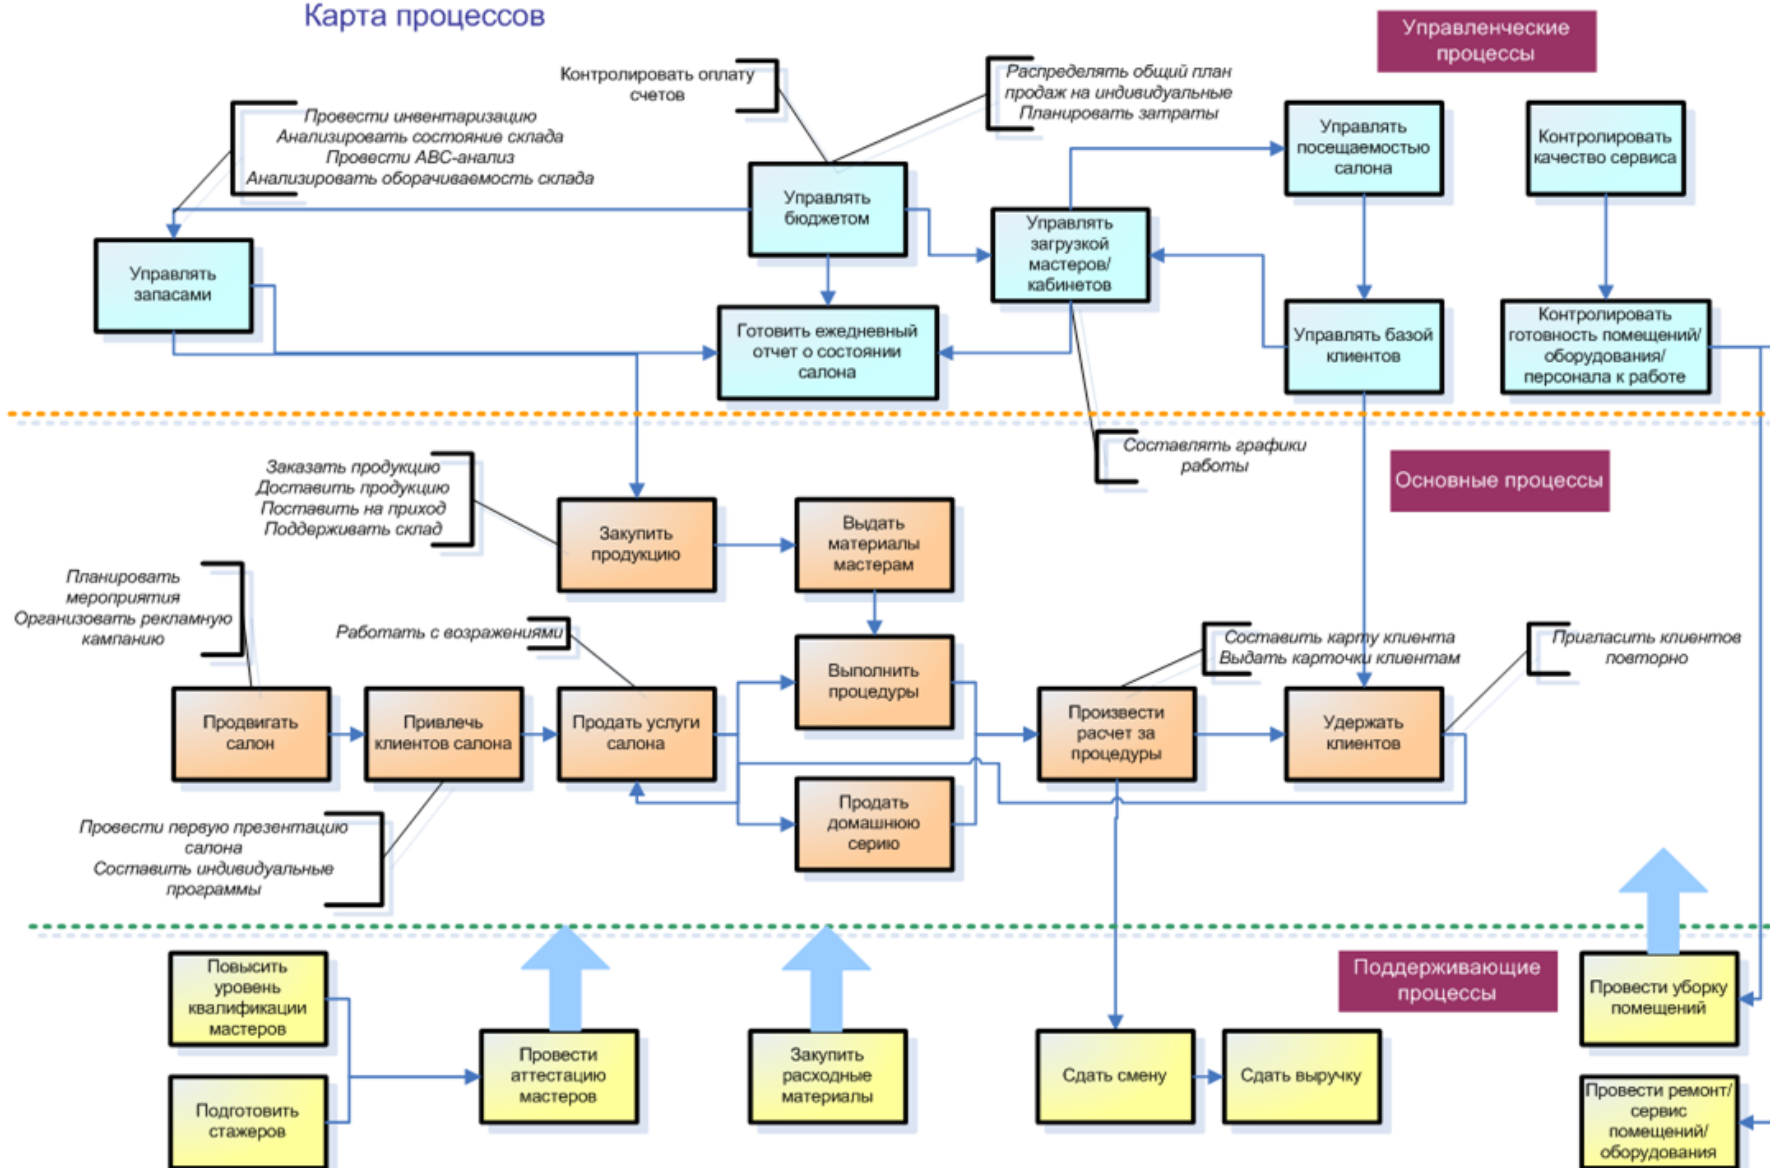 Карта процессов
Управленческие
процессы
Контролировать оплату
счетов
Распределять общий план
продаж на индивидуальные
Планировать затраты
Провести инвентаризацию
Анализировать состояние склада
Провести АВС-анализ
Анализировать оборачиваемость склада
Управлять
посещаемостью
салона
Контролировать
качество сервиса
Управлять
бюджетом
Управлять
загрузкой
мастеров/
кабинетов
Управлять
запасами
Готовить ежедневный
отчет о состоянии
салона
Управлять базой
клиентов
Контролировать
готовность помещений/
оборудования/
персонала к работе
Составлять графики
работы
Основные процессы
Заказать продукцию
Доставить продукцию
Поставить на приход
Поддерживать склад
Закупить
продукцию
Выдать
материалы
мастерам
Планировать
мероприятия
Организовать рекламную
кампанию
Работать с возражениями
Составить карту клиента
Выдать карточки клиентам
Пригласить клиентов
повторно
Выполнить
процедуры
Продвигать
салон
Привлечь
клиентов салона
Продать услуги
салона
Произвести
расчет за
процедуры
Удержать
клиентов
Продать
домашнюю
серию
Провести первую презентацию
салона
Составить индивидуальные
программы
Поддерживающие
процессы
Повысить
уровень
квалификации
мастеров
Провести уборку
помещений
Провести
аттестацию
мастеров
Закупить
расходные
материалы
Сдать смену
Сдать выручку
Подготовить
стажеров
Провести ремонт/
сервис
помещений/
оборудования